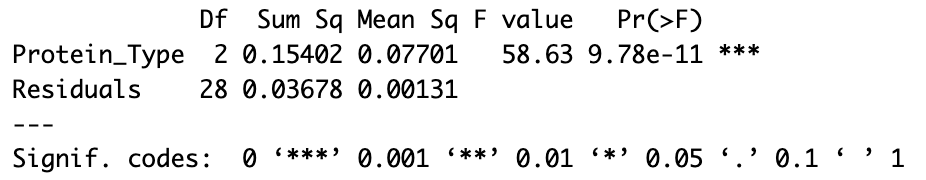 Df Sum Sq Mean Sq F value Pr(>F)
Protein_Type 2 0.15402 0.07701 58.63 9.78e-11 ***
Residuals 28 0.03678 0.00131
---
Signif. codes: 0 ‘***’ 0.001 ‘**’ 0.01 ‘*’ 0.05 ‘.’ 0.1 ‘ ’ 1